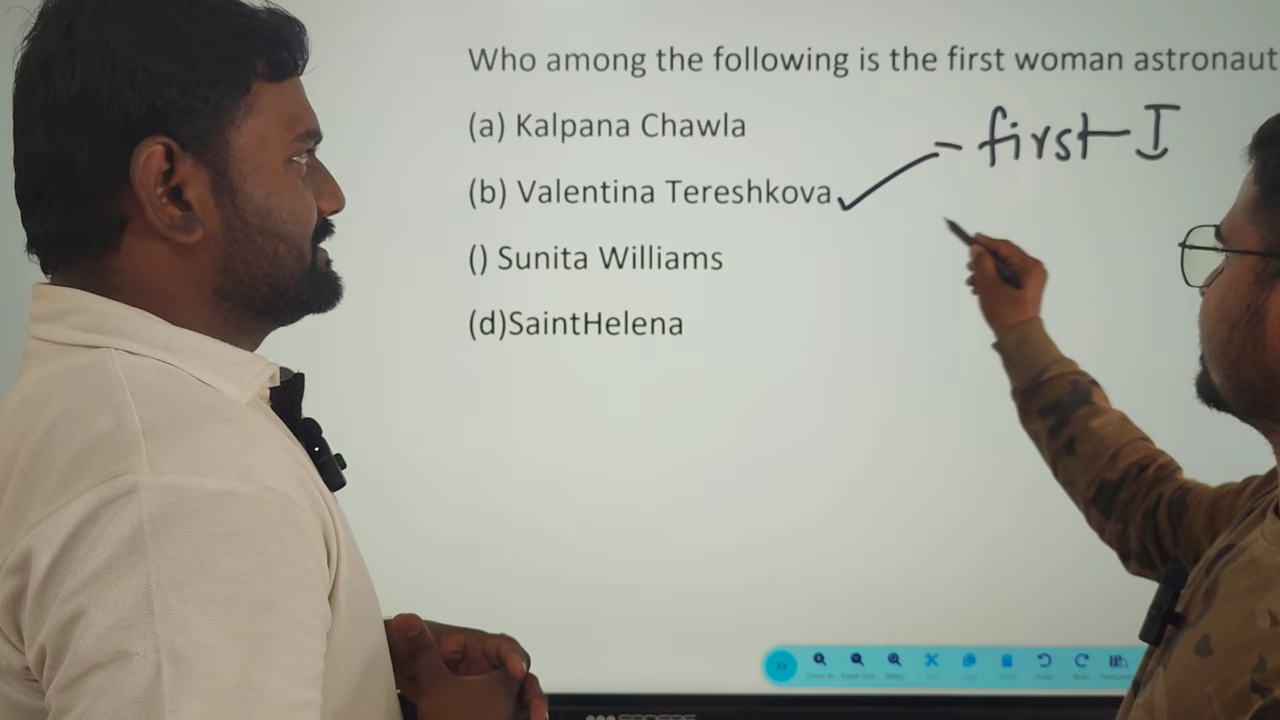 Who among the following is the first woman astronaut
(a) Kalpana Chawla
- first I
(b) Valentina Tereshkova
() Sunita Williams
(d)SaintHelena